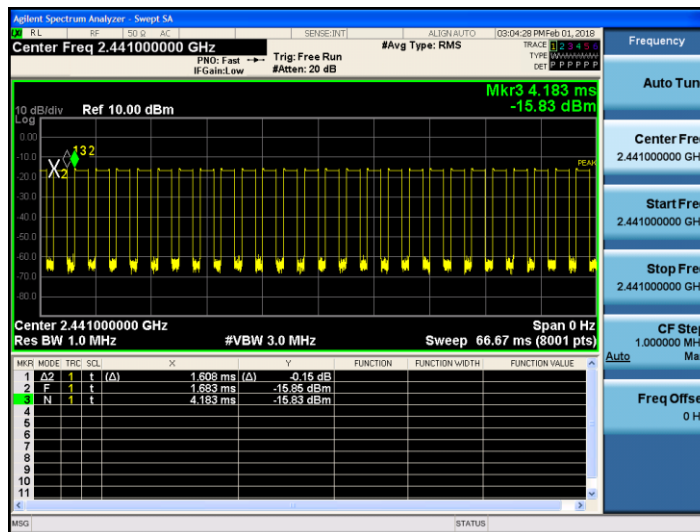 Agilent Spectrum Analyzer - Swept SA
RL RF 50 Ω AC SENSE:INT ALIGN AUTO 03:04:28 PM Feb 01, 2018
Center Freq 2.441000000 GHz
#Avg Type: RMS
TRACE 1 2 3 4 5 6
TYPE
DET P P P P P P
PNO: Fast
IFGain:Low
Trig: Free Run
#Atten: 20 dB
Mkr3 4.183 ms
-15.83 dBm
10 dB/div
Log
Ref 10.00 dBm
0.00
-10.0
-20.0
-30.0
-40.0
-50.0
-60.0
-70.0
-80.0
132
X2
PEAK
Center 2.441000000 GHz Span 0 Hz
Res BW 1.0 MHz #VBW 3.0 MHz Sweep 66.67 ms (8001 pts)
MKR MODE TRC SCL X Y FUNCTION FUNCTION WIDTH FUNCTION VALUE
1 Δ2 1 t (Δ) 1.608 ms (Δ) -0.15 dB
2 F 1 t 1.683 ms -15.85 dBm
3 N 1 t 4.183 ms -15.83 dBm
4
5
6
7
8
9
10
11
MSG STATUS
Frequency
Auto Tun
Center Fre
2.441000000 GH
Start Fre
2.441000000 GH
Stop Fre
2.441000000 GH
CF Step
1.000000 MH
Auto Ma
Freq Offse
0 H